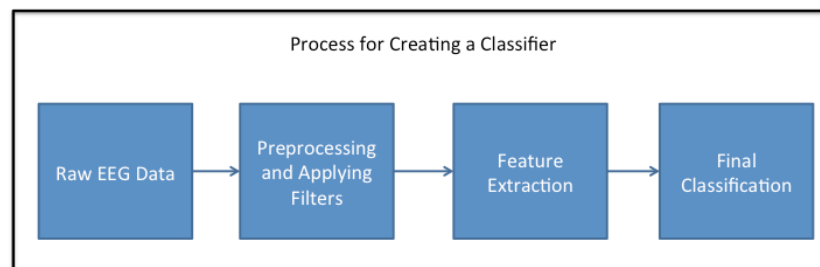 Process for Creating a Classifier
Raw EEG Data
Preprocessing
and Applying
Filters
Feature
Extraction
Final
Classification